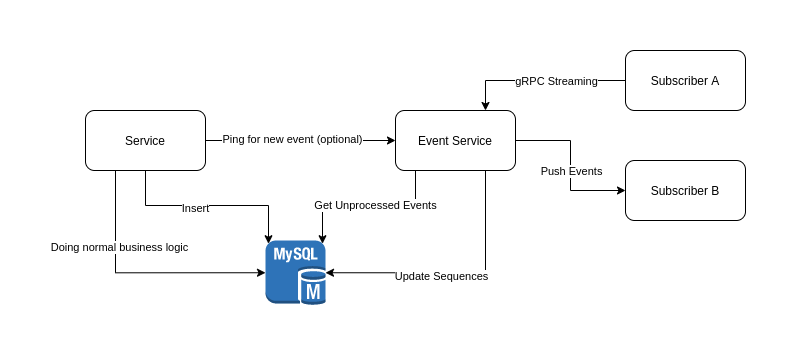 Subscriber A
gRPC Streaming
Service
Ping for new event (optional)
Event Service
Push Events
Subscriber B
Insert
Get Unprocessed Events
Doing normal business logic
MySQL
M
Update Sequences